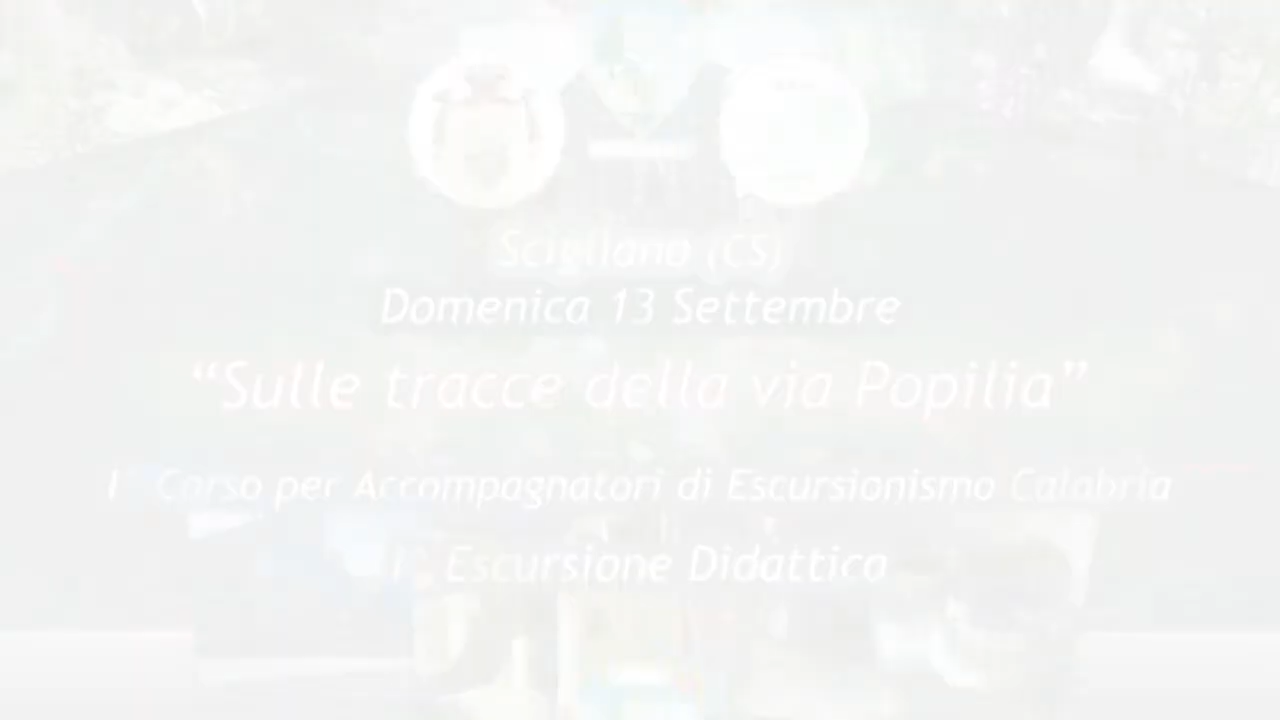 Scigliano (CS)
Domenica 13 Settembre
“Sulle tracce della via Popilia”
I° Corso per Accompagnatori di Escursionismo Calabria
I° Escursione Didattica